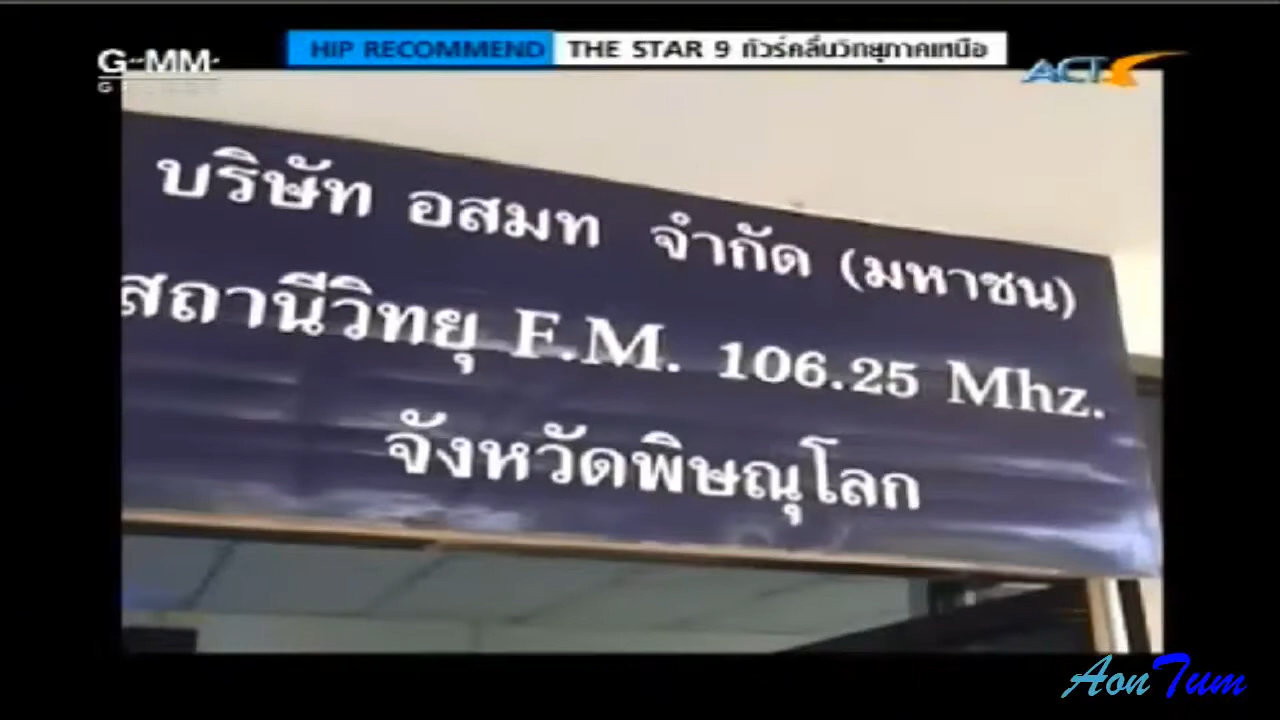 HIP RECOMMEND THE STAR 9 ทัวร์คลื่นวิทยุภาคเหนือ
G-MM-
ACT
บริษัท อสมท จำกัด (มหาชน)
สถานีวิทยุ F.M. 106.25 Mhz.
จังหวัดพิษณุโลก
Aon Tum